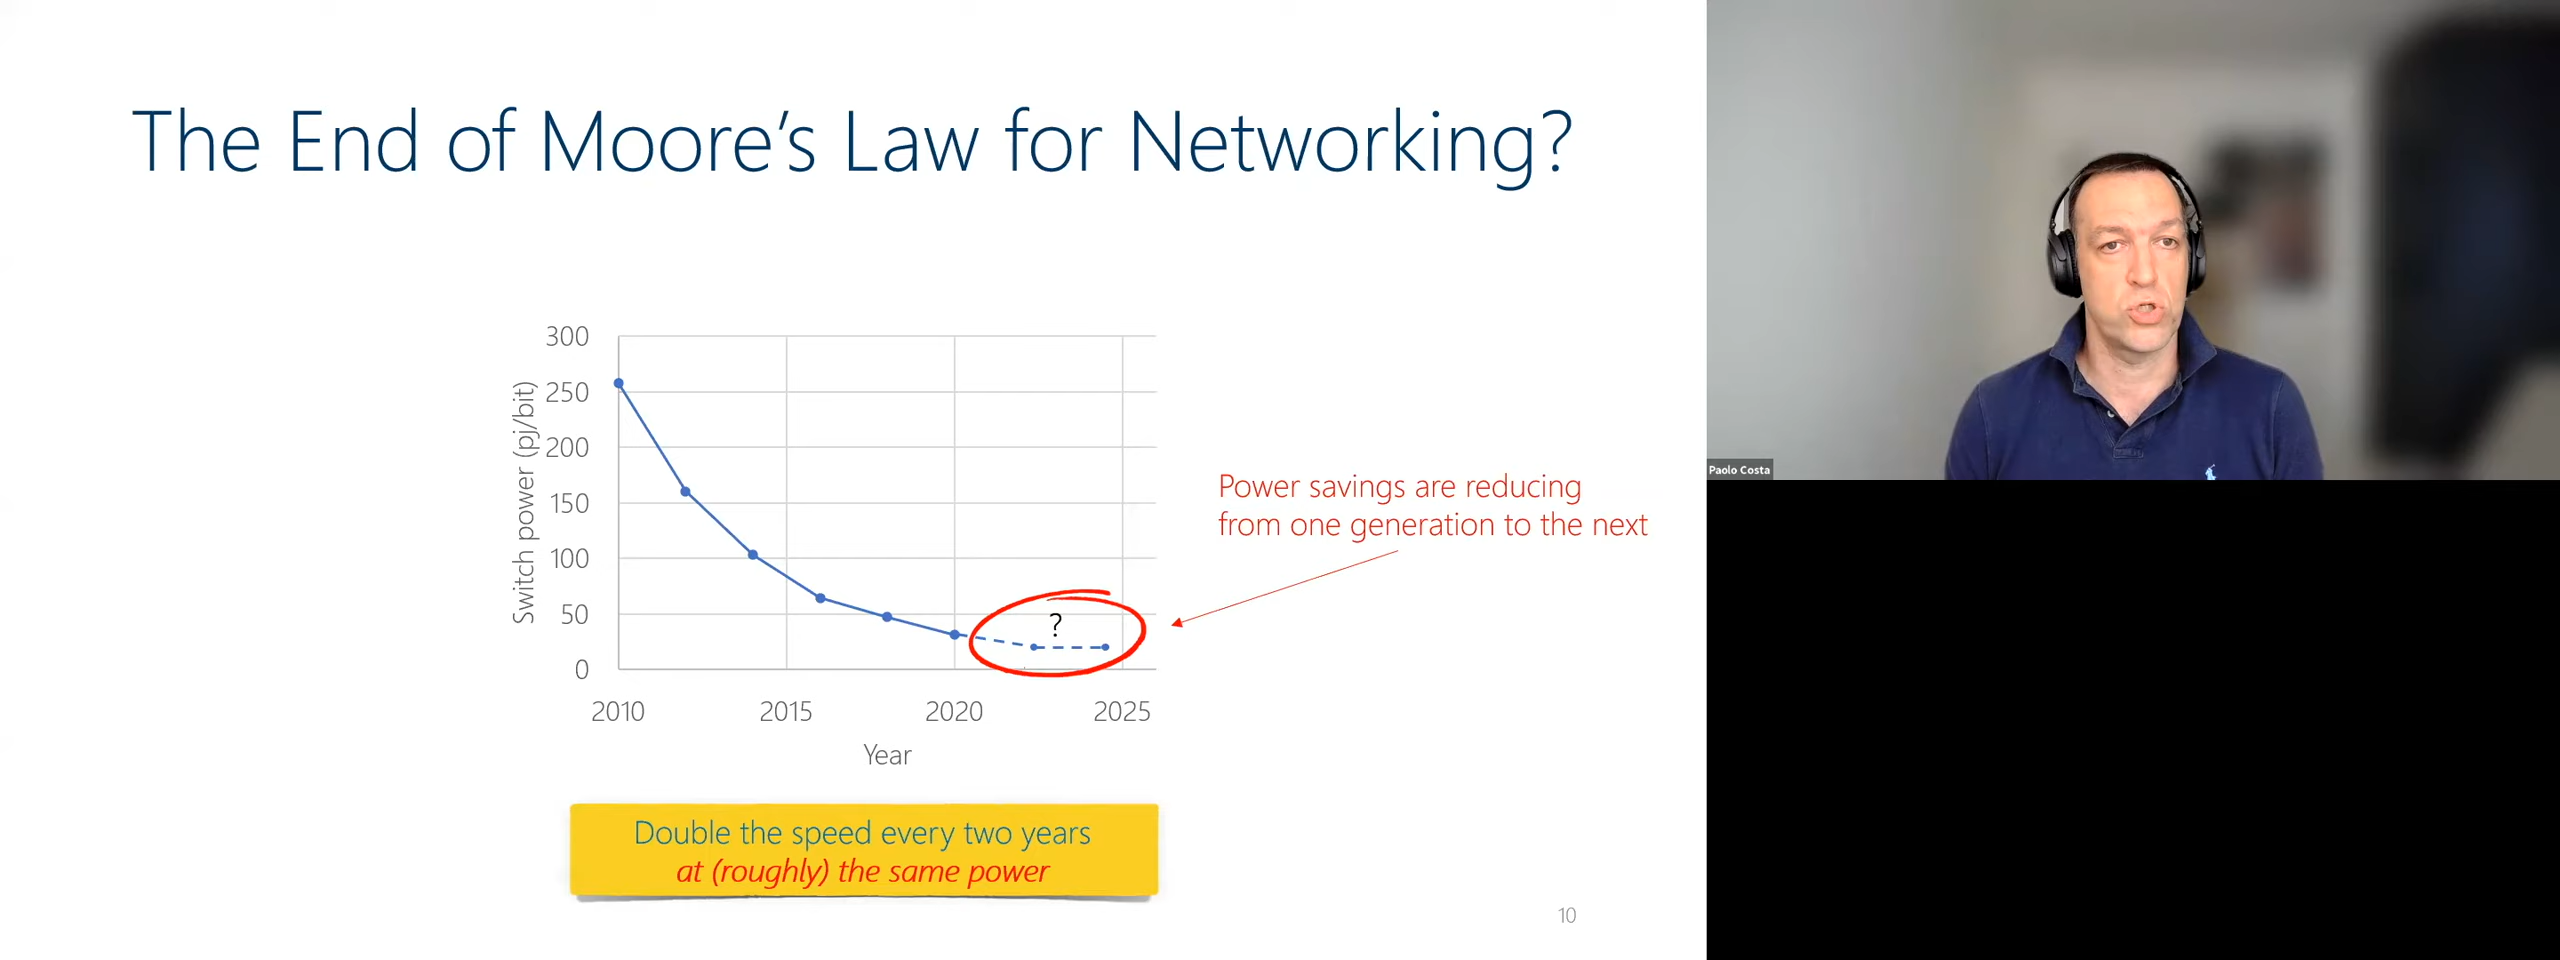 The End of Moore's Law for Networking?
300
250
200
150
100
50
0
Switch power (pj/bit)
?
2010 2015 2020 2025
Year
Power savings are reducing
from one generation to the next
Double the speed every two years
at (roughly) the same power
10
Paolo Costa